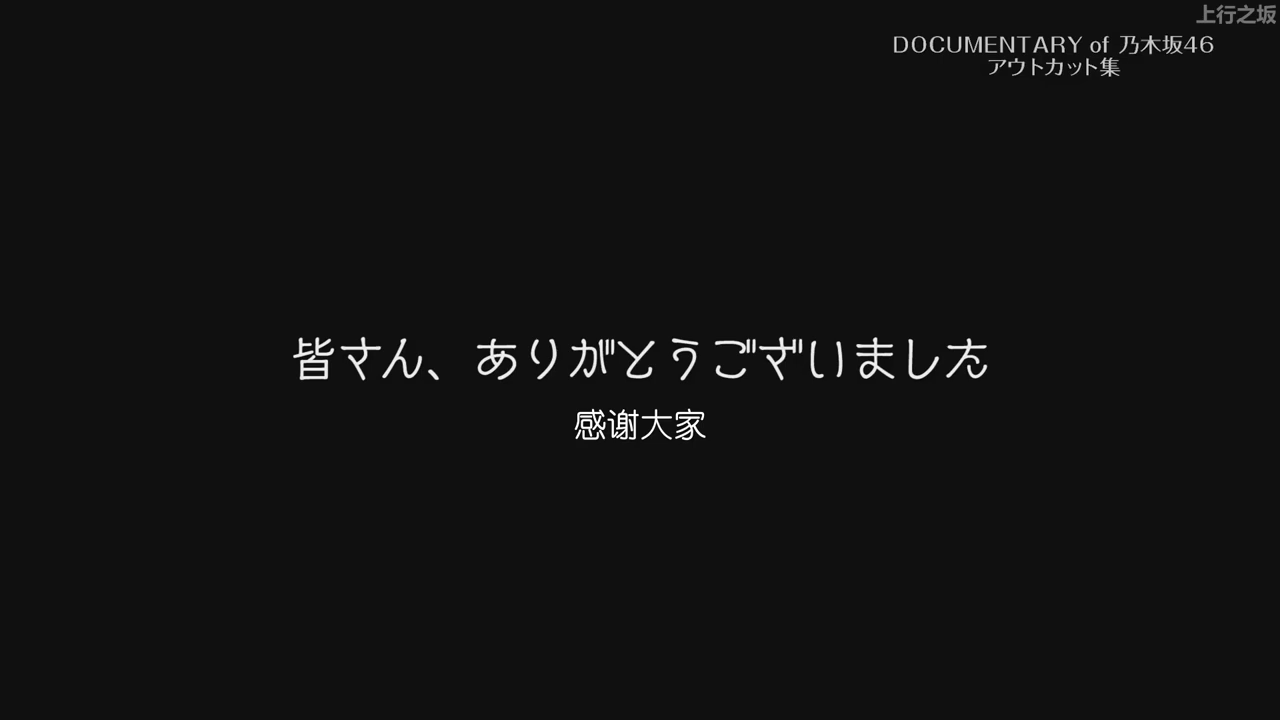 上行之坂
DOCUMENTARY of 乃木坂46
アウトカット集
皆さん、ありがとうございました
感谢大家